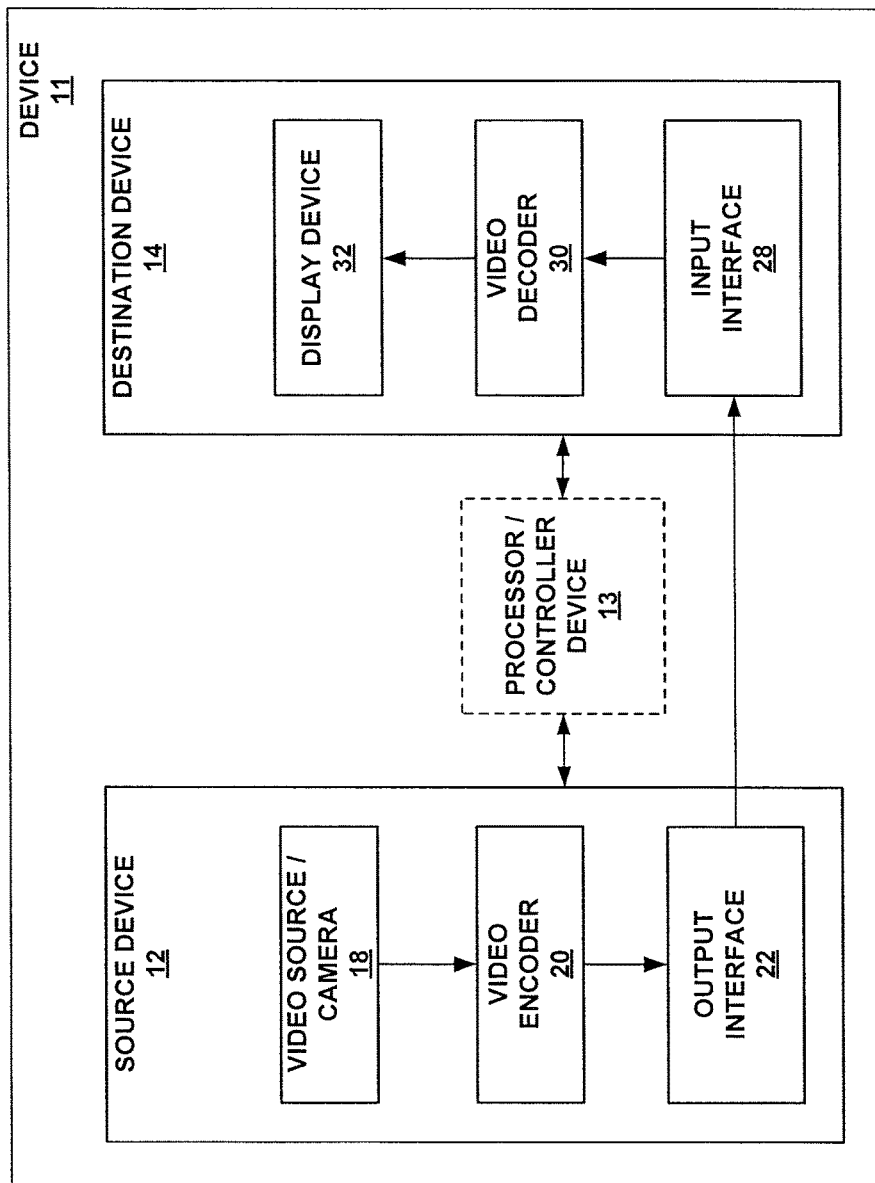 DEVICE
11
SOURCE DEVICE
12
VIDEO SOURCE /
CAMERA
18
VIDEO
ENCODER
20
OUTPUT
INTERFACE
22
PROCESSOR /
CONTROLLER
DEVICE
13
DESTINATION DEVICE
14
DISPLAY DEVICE
32
VIDEO
DECODER
30
INPUT
INTERFACE
28